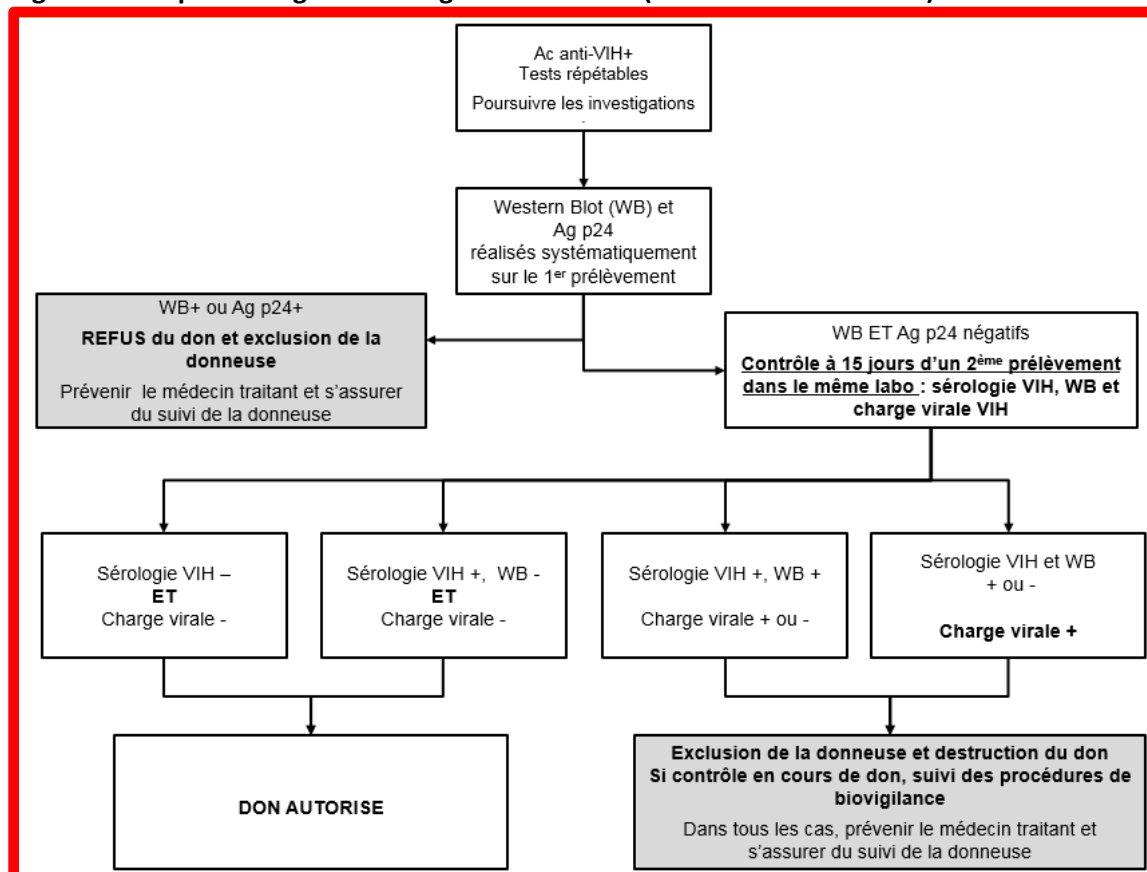 Ac anti-VIH+
Tests répétables
Poursuivre les investigations
Western Blot (WB) et
Ag p24
réalisés systématiquement
sur le 1er prélèvement
WB+ ou Ag p24+
REFUS du don et exclusion de la
donneuse
Prévenir le médecin traitant et s’assurer
du suivi de la donneuse
WB ET Ag p24 négatifs
Contrôle à 15 jours d’un 2ème prélèvement
dans le même labo : sérologie VIH, WB et
charge virale VIH
Sérologie VIH –
ET
Charge virale -
Sérologie VIH +, WB -
ET
Charge virale -
Sérologie VIH +, WB +
Charge virale + ou -
Sérologie VIH et WB
+ ou -
Charge virale +
DON AUTORISE
Exclusion de la donneuse et destruction du don
Si contrôle en cours de don, suivi des procédures de
biovigilance
Dans tous les cas, prévenir le médecin traitant et
s’assurer du suivi de la donneuse